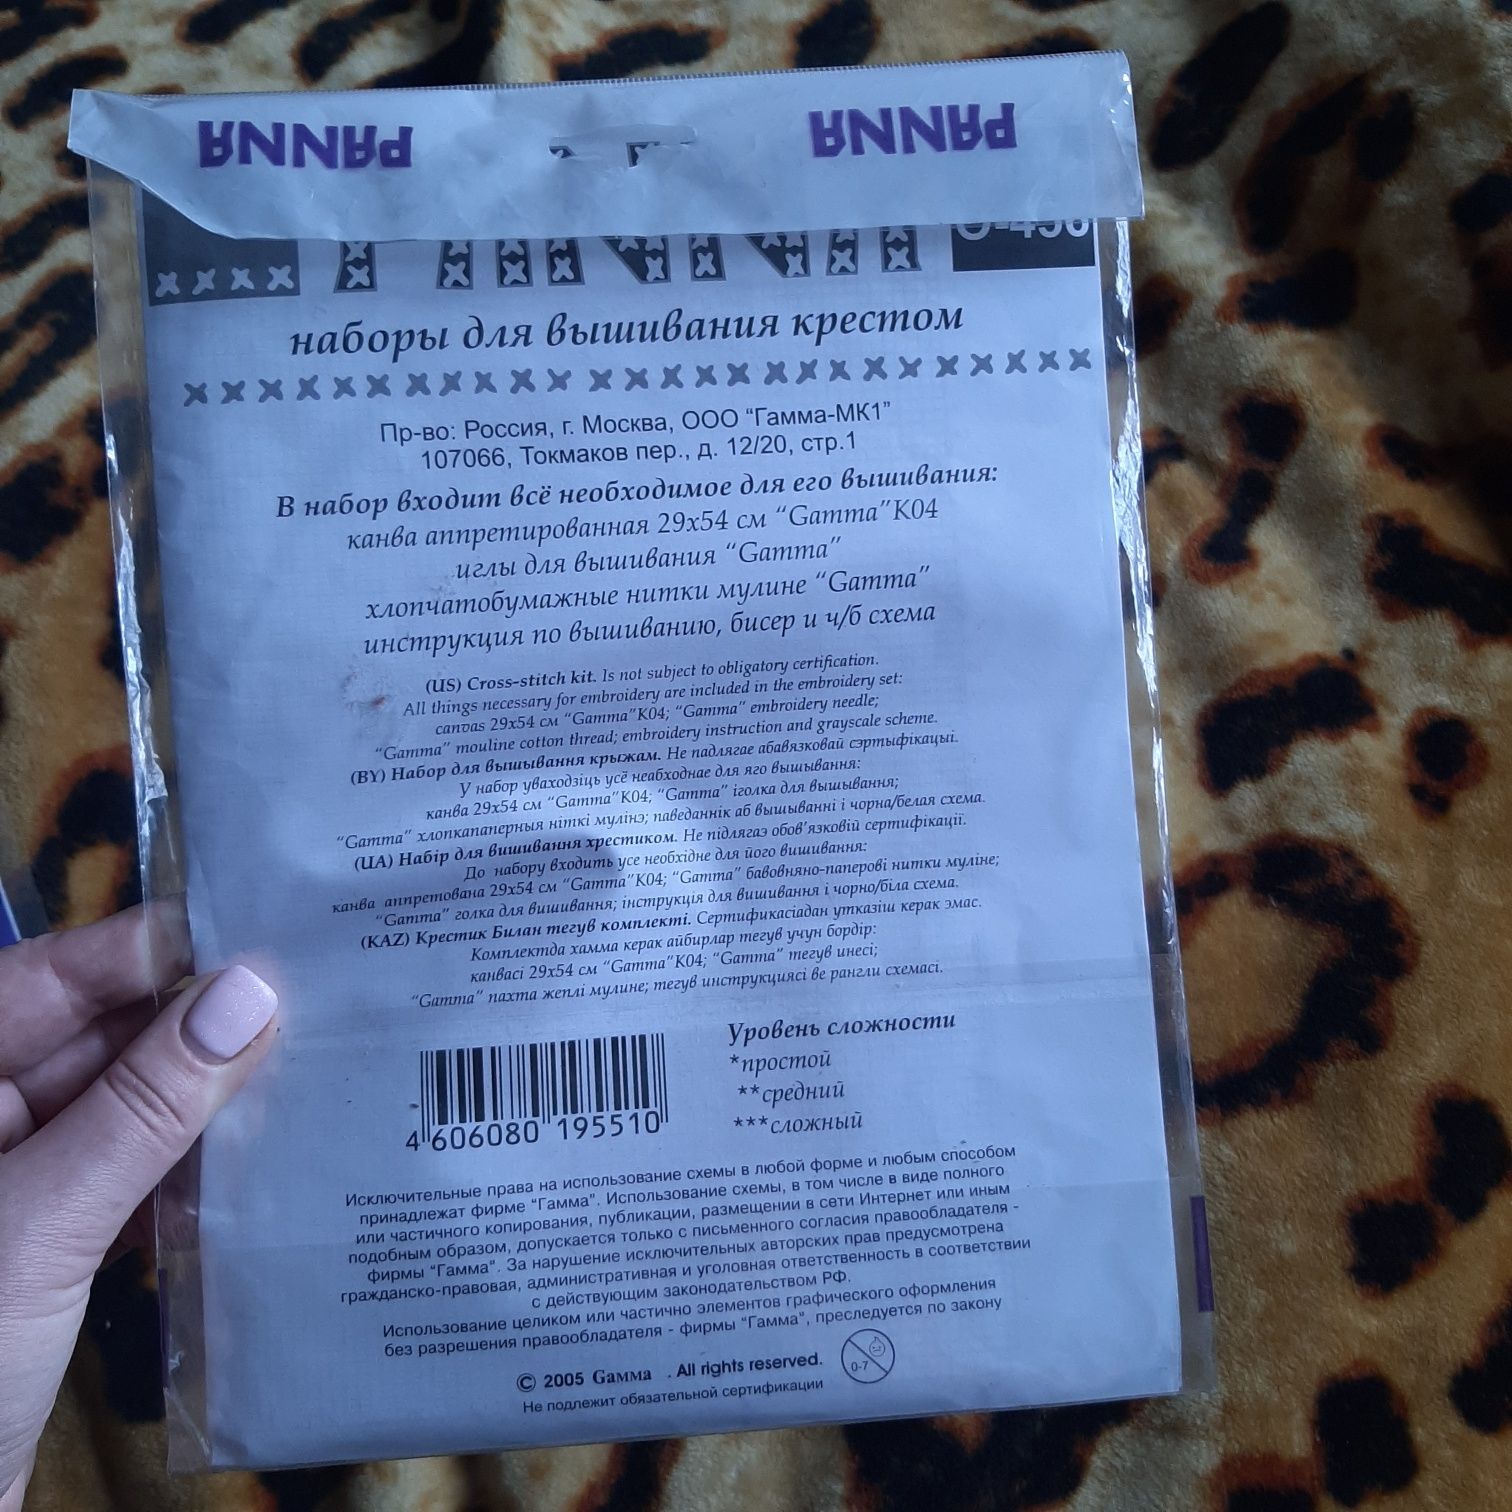 PANNA PANNA
О-456
наборы для вышивания крестом
Пр-во: Россия, г. Москва, ООО “Гамма-МК1”
107066, Токмаков пер., д. 12/20, стр.1
В набор входит всё необходимое для его вышивания:
канва аппретированная 29х54 см “Gamma”К04
иглы для вышивания “Gamma”
хлопчатобумажные нитки мулине “Gamma”
инструкция по вышиванию, бисер и ч/б схема
(US) Cross-stitch kit. Is not subject to obligatory certification.
All things necessary for embroidery are included in the embroidery set:
canvas 29x54 см “Gamma”K04; “Gamma” embroidery needle;
“Gamma” mouline cotton thread; embroidery instruction and grayscale scheme.
(BY) Набор для вышывання крыжам. Не падлягае абавязковай сэртыфікацыі.
У набор уваходзіць усё неабходнае для яго вышывання:
канва 29х54 см “Gamma”К04; “Gamma” іголка для вышывання;
“Gamma” хлопкапаперныя ніткі мулінэ; паведаннік аб вышыванні і чорна/белая схема.
(UA) Набір для вишивання хрестиком. Не підлягаэ обов’язковій сертифікації.
До набору входить усе необхідне для його вишивання:
канва аппретована 29х54 см “Gamma”К04; “Gamma” бавовняно-паперові нитки муліне;
“Gamma” голка для вишивання; інструкція для вишивання і чорно/біла схема.
(KAZ) Крестик Билан тегув комплекті. Сертификасіадан утказіш керак эмас.
Комплектда хамма керак айбирлар тегув учун бордір:
канвасі 29х54 см “Gamma”К04; “Gamma” тегув инесі;
“Gamma” пахта жеплі мулине; тегув инструкциясі ве рангли схемасі.
4 606080 195510
Уровень сложности
*простой
**средний
***сложный
Исключительные права на использование схемы в любой форме и любым способом
принадлежат фирме “Гамма”. Использование схемы, в том числе в виде полного
или частичного копирования, публикации, размещении в сети Интернет или иным
подобным образом, допускается только с письменного согласия правообладателя -
фирмы “Гамма”. За нарушение исключительных авторских прав предусмотрена
гражданско-правовая, административная и уголовная ответственность в соответствии
с действующим законодательством РФ.
Использование целиком или частично элементов графического оформления
без разрешения правообладателя - фирмы “Гамма”, преследуется по закону
© 2005 Гамма . All rights reserved.
0-7
Не подлежит обязательной сертификации